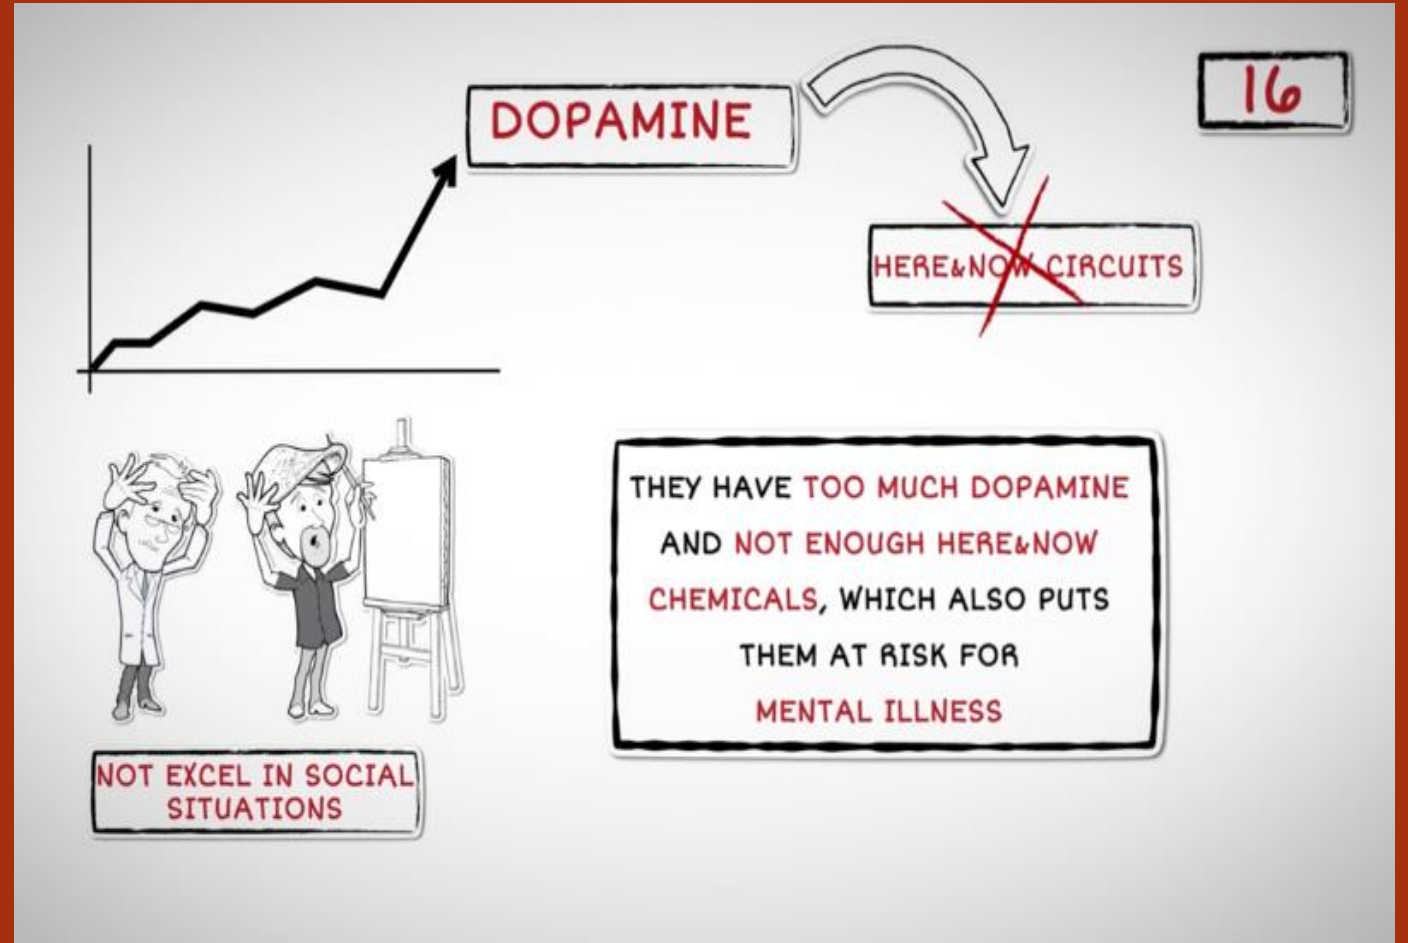 DOPAMINE
16
HERE&NOW CIRCUITS
THEY HAVE TOO MUCH DOPAMINE
AND NOT ENOUGH HERE&NOW
CHEMICALS, WHICH ALSO PUTS
THEM AT RISK FOR
MENTAL ILLNESS
NOT EXCEL IN SOCIAL
SITUATIONS